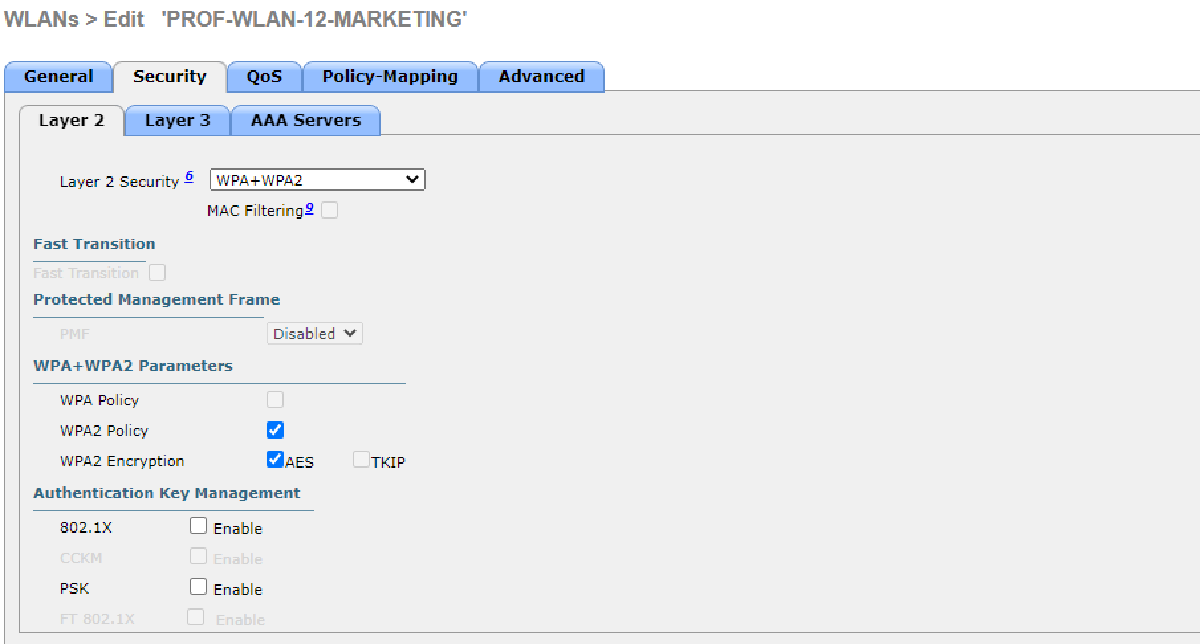 WLANs > Edit 'PROF-WLAN-12-MARKETING'
General Security QoS Policy-Mapping Advanced
Layer 2 Layer 3 AAA Servers
Layer 2 Security 6 WPA+WPA2
MAC Filtering 9
Fast Transition
Fast Transition
Protected Management Frame
PMF Disabled
WPA+WPA2 Parameters
WPA Policy
WPA2 Policy
WPA2 Encryption AES TKIP
Authentication Key Management
802.1X Enable
CCKM Enable
PSK Enable
FT 802.1X Enable